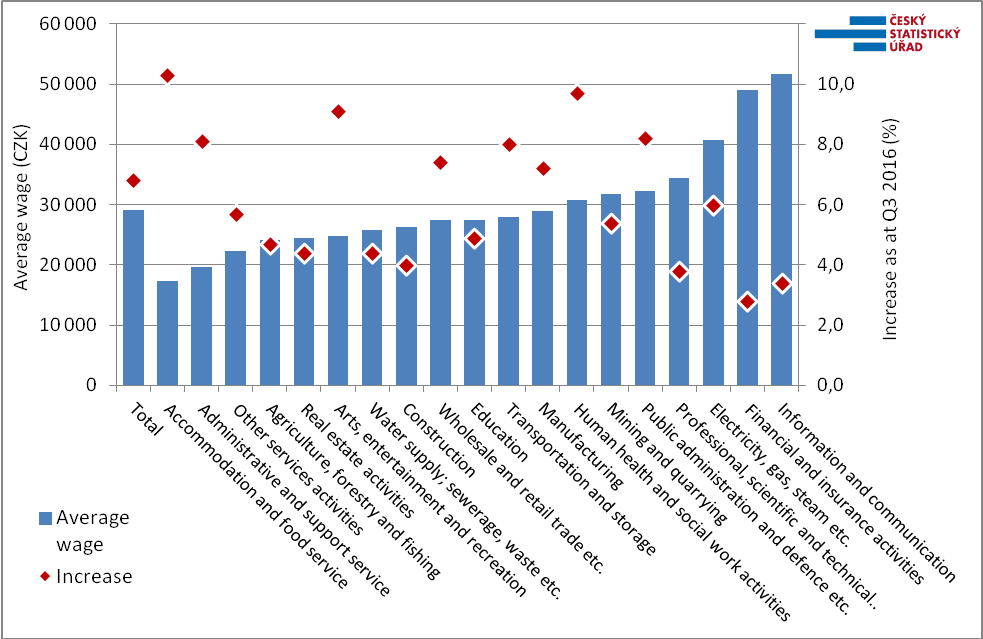 ČESKÝ
STATISTICKÝ
ÚŘAD
Average wage (CZK)
60 000
50 000
40 000
30 000
20 000
10 000
0
10,0
8,0
6,0
4,0
2,0
0,0
Increase as at Q3 2016 (%)
Total
Accommodation and food service
Administrative and support service
Other services activities
Agriculture, forestry and fishing
Real estate activities
Arts, entertainment and recreation
Water supply; sewerage, waste etc.
Construction
Wholesale and retail trade etc.
Education
Transportation and storage
Manufacturing
Human health and social work activities
Mining and quarrying
Public administration and defence etc.
Professional, scientific and technical..
Electricity, gas, steam etc.
Financial and insurance activities
Information and communication
Average
wage
Increase